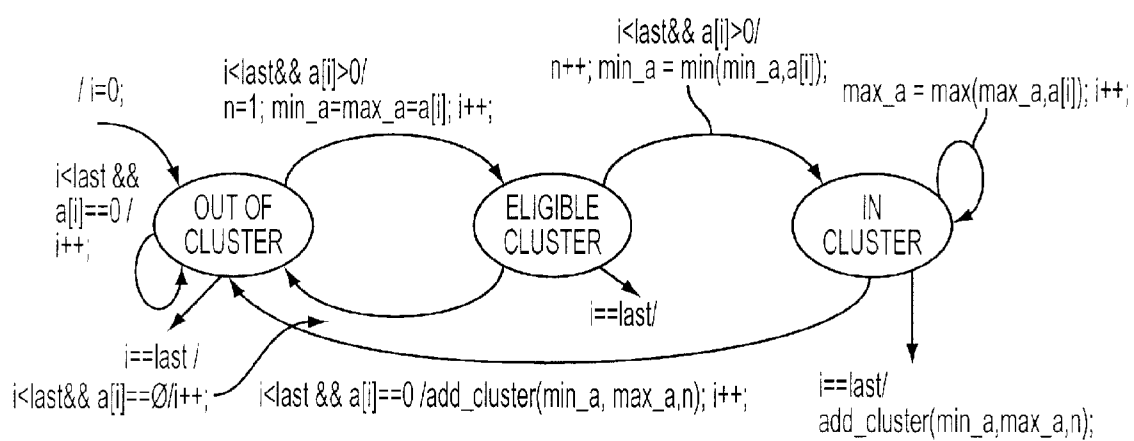 i<last&& a[i]>0/
n++; min_a = min(min_a,a[i]);
i<last&& a[i]>0/
n=1; min_a=max_a=a[i]; i++;
/ i=0;
max_a = max(max_a,a[i]); i++;
i<last &&
a[i]==0 /
i++;
OUT OF
CLUSTER
ELIGIBLE
CLUSTER
IN
CLUSTER
i==last/
i==last /
i<last&& a[i]==Ø/i++;
i<last && a[i]==0 /add_cluster(min_a, max_a,n); i++;
i==last/
add_cluster(min_a,max_a,n);